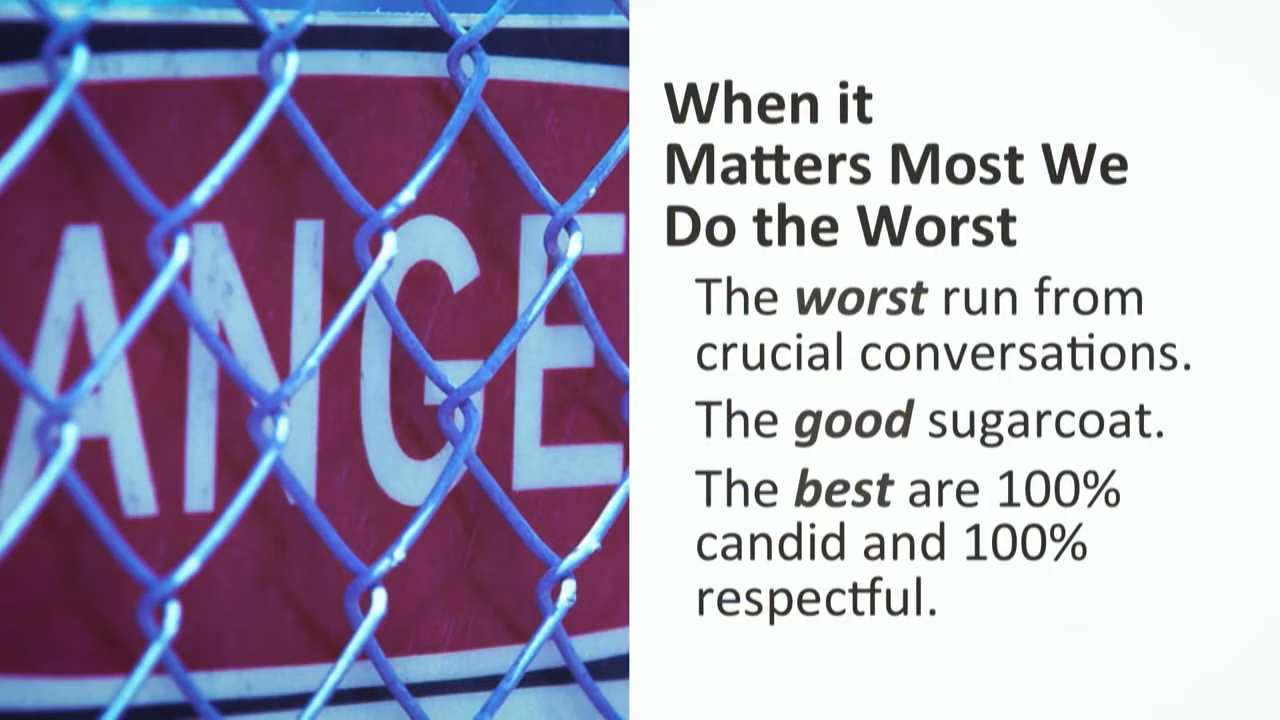 ANGE
When it
Matters Most We
Do the Worst
The worst run from
crucial conversations.
The good sugarcoat.
The best are 100%
candid and 100%
respectful.